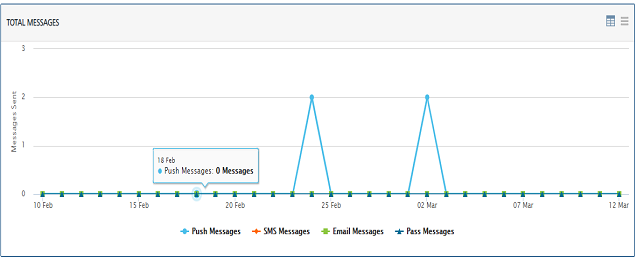 TOTAL MESSAGES
3
2
1
0
Messages Sent
18 Feb
Push Messages: 0 Messages
10 Feb 15 Feb 20 Feb 25 Feb 02 Mar 07 Mar 12 Mar
Push Messages SMS Messages Email Messages Pass Messages